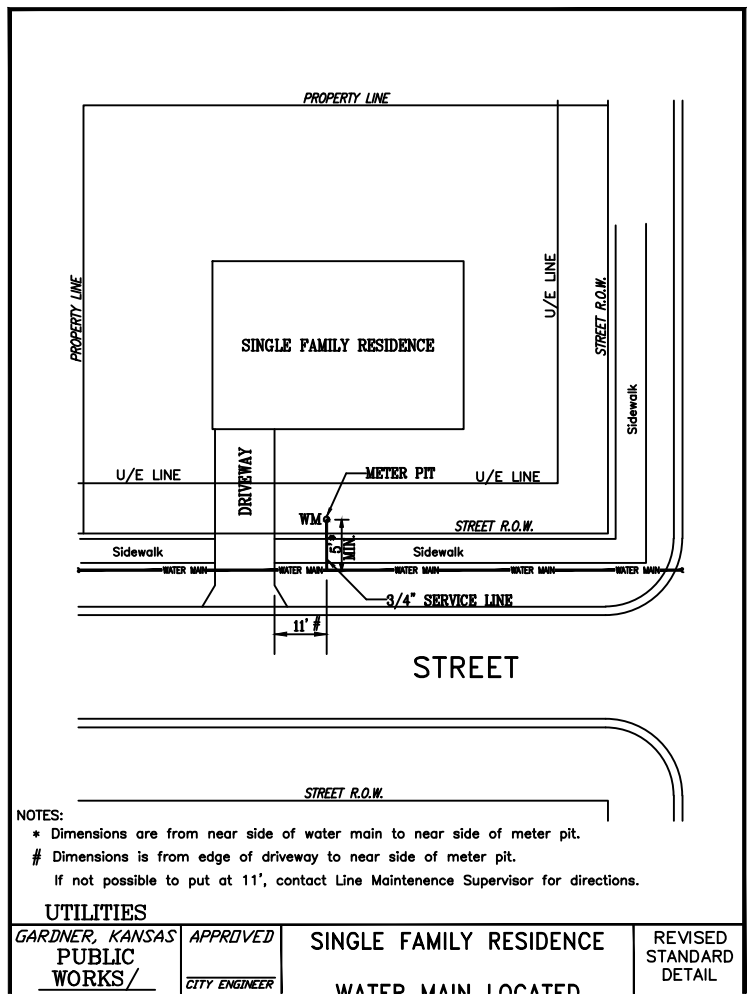 PROPERTY LINE
PROPERTY LINE
U/E LINE
STREET R.O.W.
SINGLE FAMILY RESIDENCE
Sidewalk
DRIVEWAY
U/E LINE
METER PIT
U/E LINE
WM
5'*
MIN.
STREET R.O.W.
Sidewalk
Sidewalk
WATER MAIN WATER MAIN WATER MAIN WATER MAIN WATER MAIN
3/4" SERVICE LINE
11' #
STREET
STREET R.O.W.
NOTES:
* Dimensions are from near side of water main to near side of meter pit.
# Dimensions is from edge of driveway to near side of meter pit.
If not possible to put at 11', contact Line Maintenence Supervisor for directions.
UTILITIES
GARDNER, KANSAS
PUBLIC
WORKS/
APPROVED
CITY ENGINEER
SINGLE FAMILY RESIDENCE
WATER MAIN LOCATED
REVISED
STANDARD
DETAIL